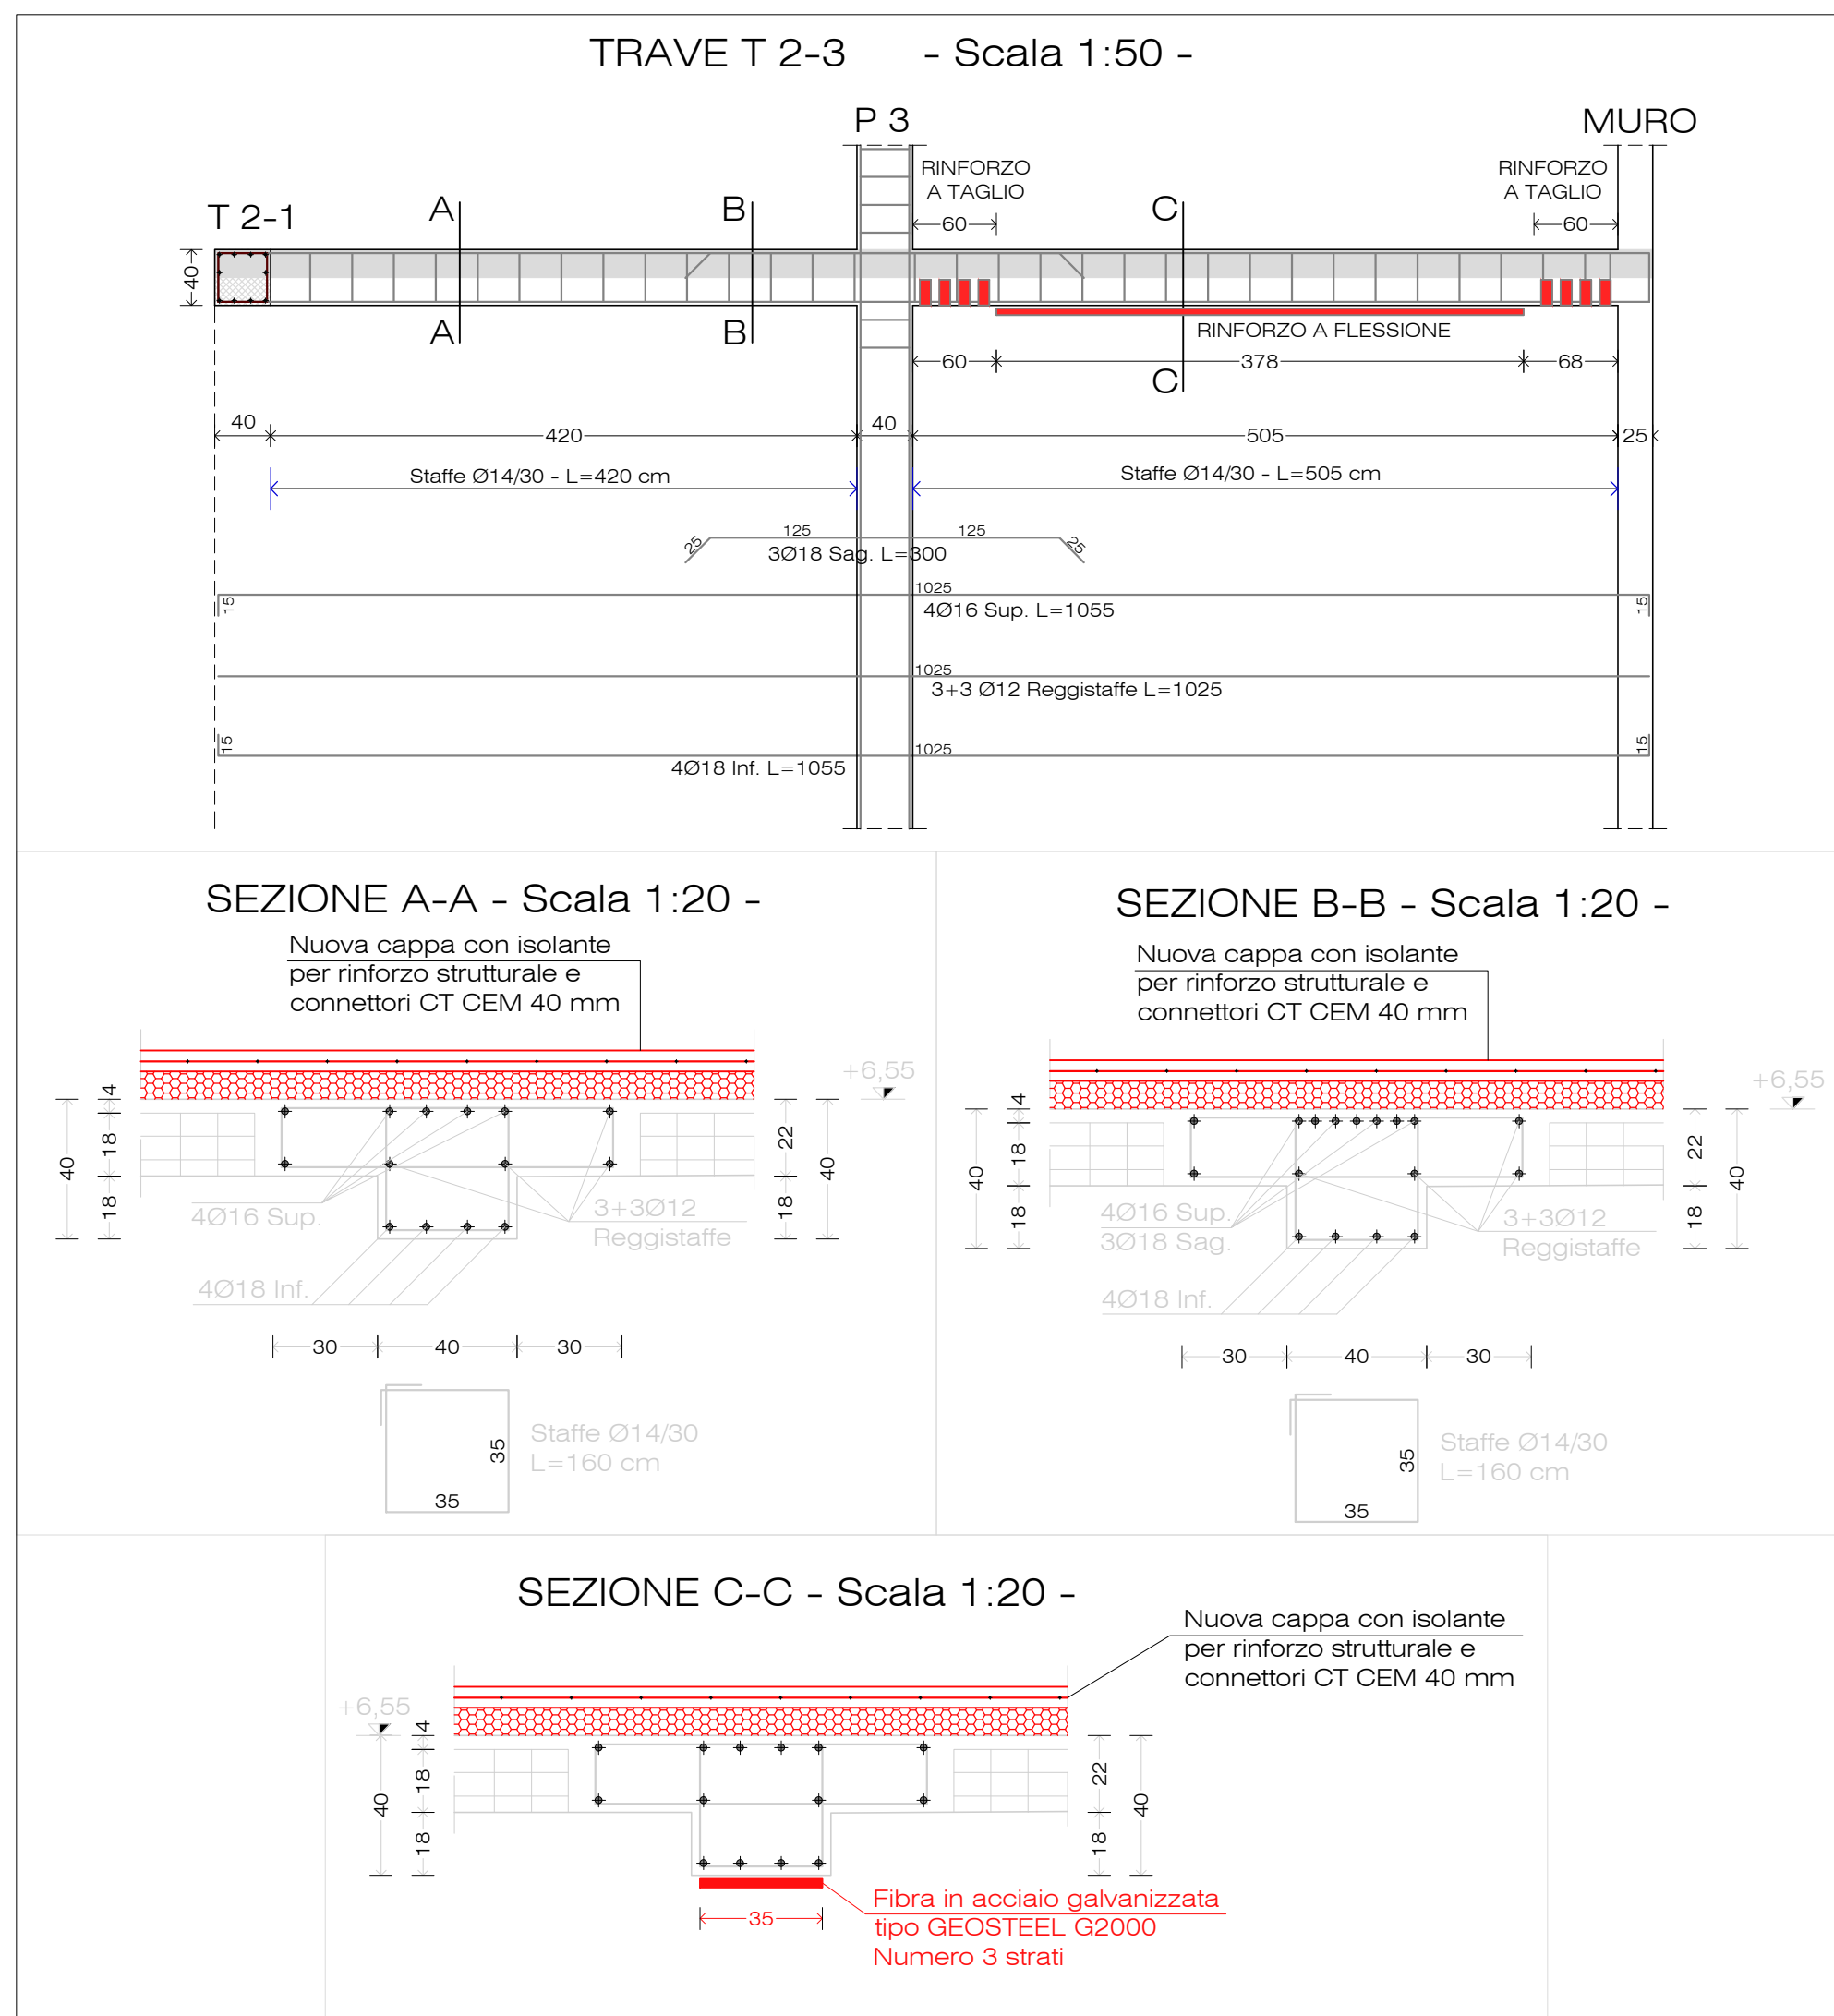 TRAVE T 2-3 - Scala 1:50 -
P 3
MURO
RINFORZO
A TAGLIO
RINFORZO
A TAGLIO
T 2-1
A
B
C
60
60
40
A
B
RINFORZO A FLESSIONE
C
60
378
68
40
420
40
505
25
Staffe Ø14/30 - L=420 cm
Staffe Ø14/30 - L=505 cm
25
125
125
25
3Ø18 Sag. L=300
15
1025
15
4Ø16 Sup. L=1055
1025
3+3 Ø12 Reggistaffe L=1025
15
1025
15
4Ø18 Inf. L=1055
SEZIONE A-A - Scala 1:20 -
Nuova cappa con isolante
per rinforzo strutturale e
connettori CT CEM 40 mm
+6,55
40
4
18
18
22
18
40
4Ø16 Sup.
3+3Ø12
Reggistaffe
4Ø18 Inf.
30
40
30
35
35
Staffe Ø14/30
L=160 cm
SEZIONE B-B - Scala 1:20 -
Nuova cappa con isolante
per rinforzo strutturale e
connettori CT CEM 40 mm
+6,55
40
4
18
18
22
18
40
4Ø16 Sup.
3Ø18 Sag.
3+3Ø12
Reggistaffe
4Ø18 Inf.
30
40
30
35
35
Staffe Ø14/30
L=160 cm
SEZIONE C-C - Scala 1:20 -
Nuova cappa con isolante
per rinforzo strutturale e
connettori CT CEM 40 mm
+6,55
40
4
18
18
22
18
40
35
Fibra in acciaio galvanizzata
tipo GEOSTEEL G2000
Numero 3 strati